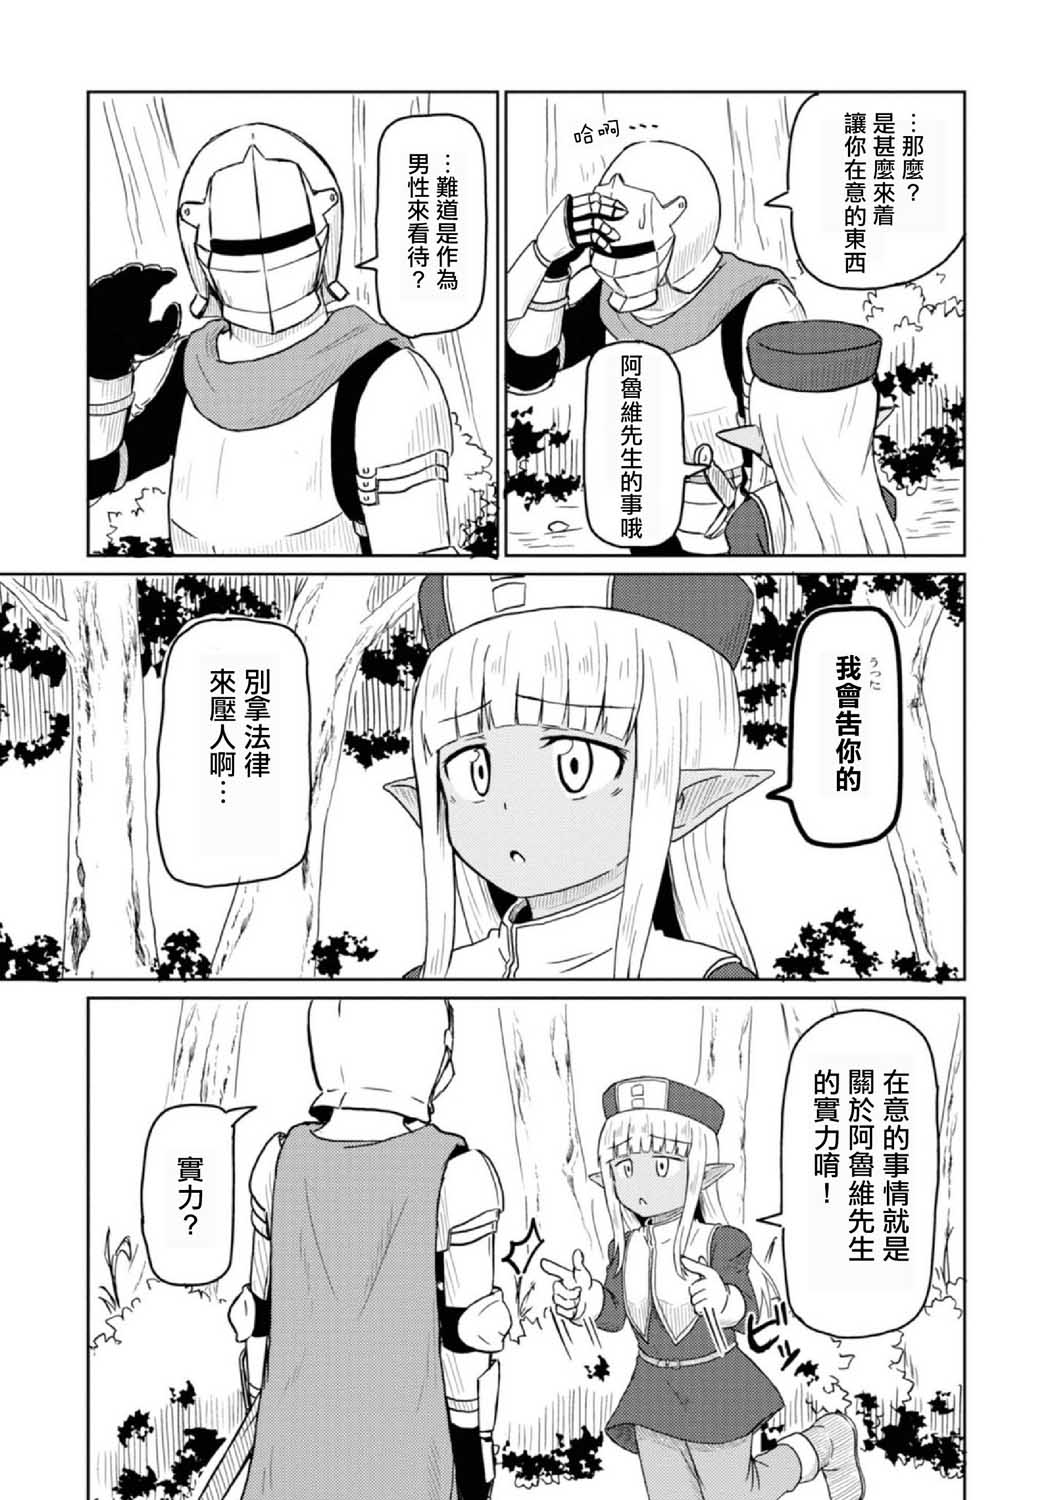 …那麼？
是甚麼來着
讓你在意的東西
哈啊……
阿魯維先生的事哦
…難道是作為
男性來看待？
我會告你的
うった
別拿法律
來壓人啊…
在意的事情就是
關於阿魯維先生
的實力唷！
ビッ
實力？